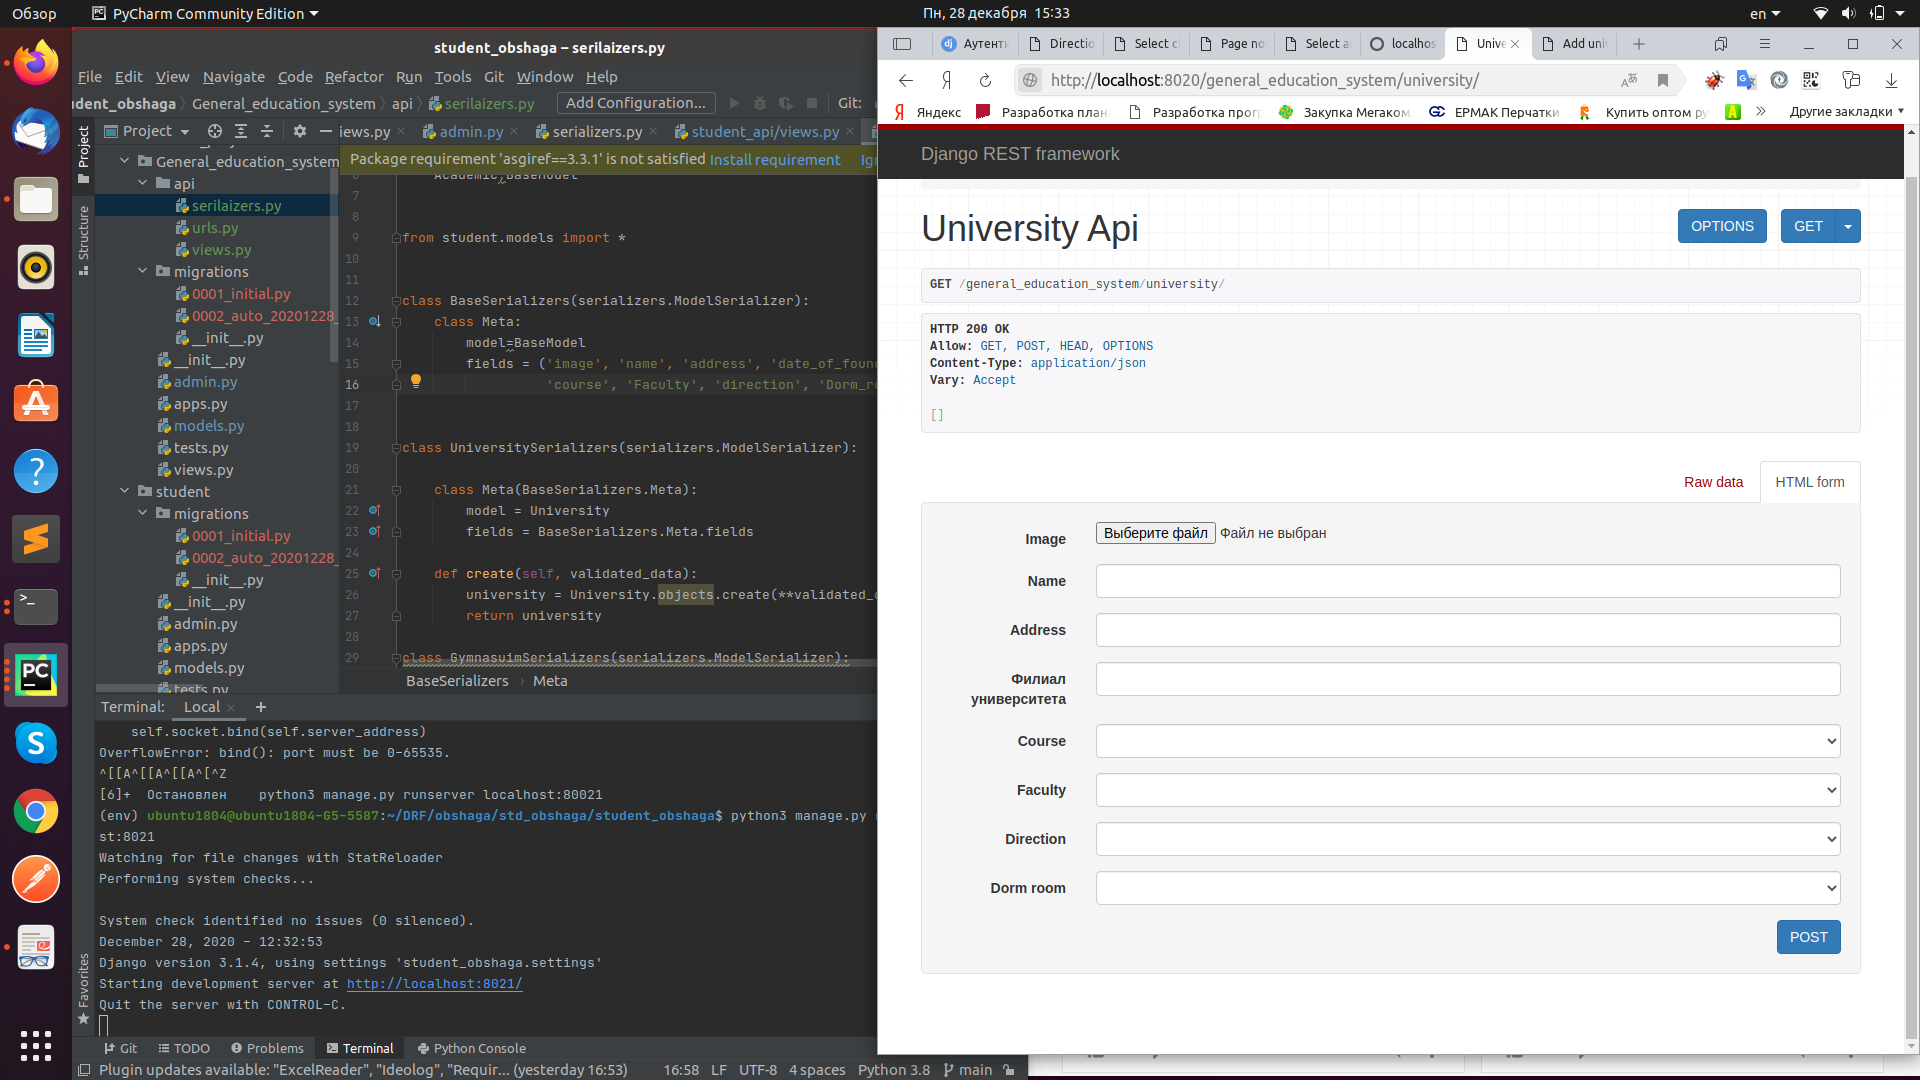 Обзор
PyCharm Community Edition
Пн, 28 декабря 15:33
en
student_obshaga – serilaizers.py
File Edit View Navigate Code Refactor Run Tools Git Window Help
General_education_system api serilaizers.py Add Configuration... Git:
Project
admin.py serializers.py student_api/views.py
Package requirement 'asgiref==3.3.1' is not satisfied Install requirement
Project
Structure
Favorites
General_education_system
api
serilaizers.py
urls.py
views.py
migrations
0001_initial.py
0002_auto_20201228_
__init__.py
__init__.py
admin.py
apps.py
models.py
tests.py
views.py
student
migrations
0001_initial.py
0002_auto_20201228_
__init__.py
__init__.py
admin.py
apps.py
models.py
tests.py
7
8
9 from student.models import *
10
11
12 class BaseSerializers(serializers.ModelSerializer):
13 class Meta:
14 model=BaseModel
15 fields = ('image', 'name', 'address', 'date_of_foun
16 'course', 'Faculty', 'direction', 'Dorm_ro
17
18
19 class UniversitySerializers(serializers.ModelSerializer):
20
21 class Meta(BaseSerializers.Meta):
22 model = University
23 fields = BaseSerializers.Meta.fields
24
25 def create(self, validated_data):
26 university = University.objects.create(**validated_d
27 return university
28
29 class GymnasuimSerializers(serializers.ModelSerializer):
BaseSerializers Meta
Terminal: Local +
self.socket.bind(self.server_address)
OverflowError: bind(): port must be 0-65535.
^[[A^[[A^[[A^[^Z
[6]+ Остановлен python3 manage.py runserver localhost:80021
(env) ubuntu1804@ubuntu1804-G5-5587:~/DRF/obshaga/std_obshaga/student_obshaga$ python3 manage.py
st:8021
Watching for file changes with StatReloader
Performing system checks...
System check identified no issues (0 silenced).
December 28, 2020 - 12:32:53
Django version 3.1.4, using settings 'student_obshaga.settings'
Starting development server at http://localhost:8021/
Quit the server with CONTROL-C.
Git TODO Problems Terminal Python Console
Plugin updates available: "ExcelReader", "Ideolog", "Requir... (yesterday 16:53) 16:58 LF UTF-8 4 spaces Python 3.8 main
dj Аутенти Directio Select c Page no Select a localhos Unive Add univ
Я http://localhost:8020/general_education_system/university/
Яндекс Разработка план Разработка прог Закупка Мегаком ЕРМАК Перчатки Купить оптом ру Другие закладки
Django REST framework
University Api
OPTIONS GET
GET /general_education_system/university/
HTTP 200 OK
Allow: GET, POST, HEAD, OPTIONS
Content-Type: application/json
Vary: Accept
[]
Raw data HTML form
Image Выберите файл Файл не выбран
Name
Address
Филиал университета
Course
Faculty
Direction
Dorm room
POST